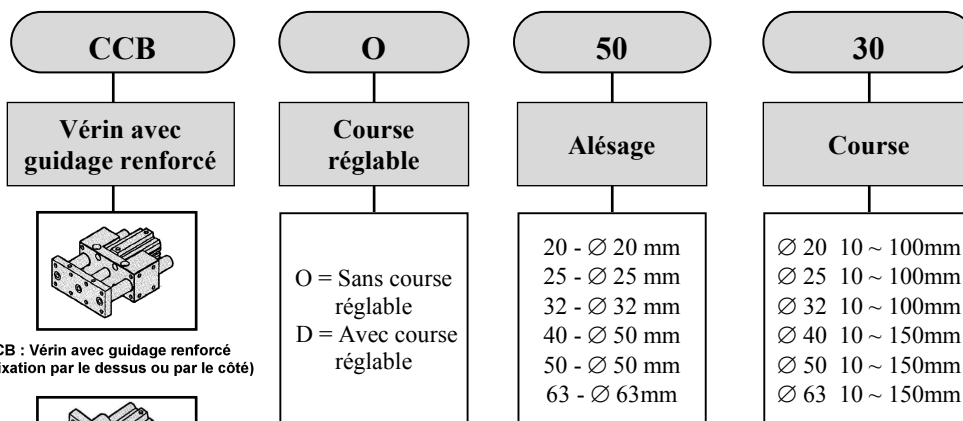 CCB
O
50
30
Vérin avec
guidage renforcé
Course
réglable
Alésage
Course
O = Sans course
réglable
D = Avec course
réglable
20 - ∅ 20 mm
25 - ∅ 25 mm
32 - ∅ 32 mm
40 - ∅ 50 mm
50 - ∅ 50 mm
63 - ∅ 63mm
∅ 20 10 ~ 100mm
∅ 25 10 ~ 100mm
∅ 32 10 ~ 100mm
∅ 40 10 ~ 150mm
∅ 50 10 ~ 150mm
∅ 63 10 ~ 150mm
CB : Vérin avec guidage renforcé
ixation par le dessus ou par le côté)